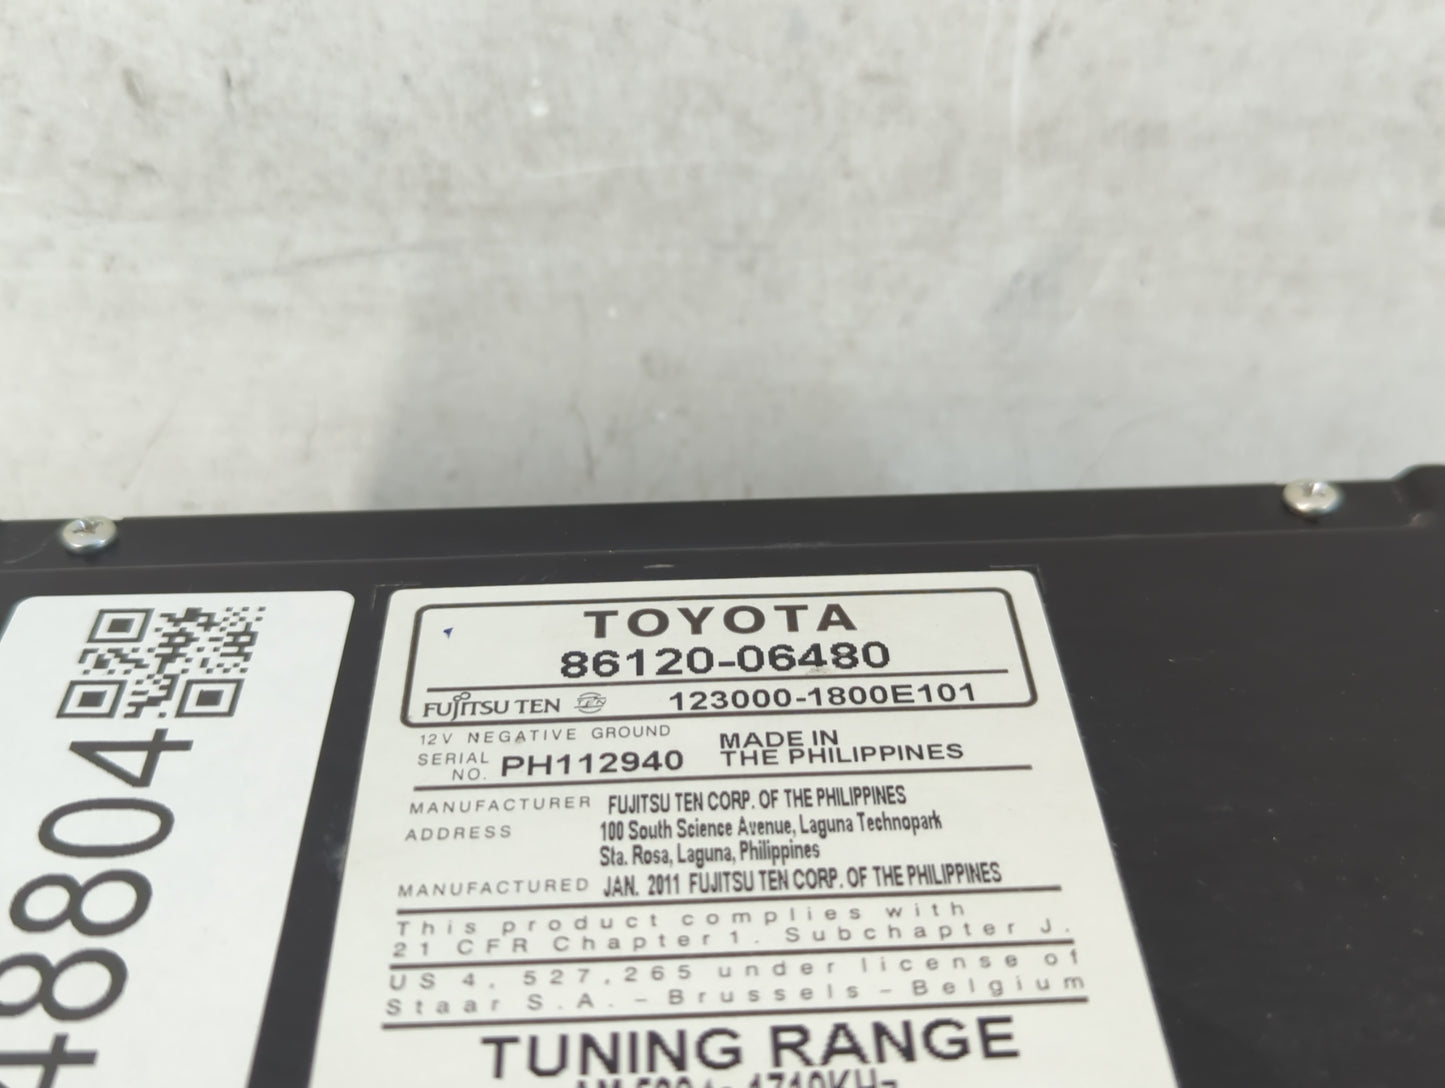 TOYOTA
86120-06480
FUJITSU TEN TEN 123000-1800E101
12V NEGATIVE GROUND
SERIAL NO. PH112940
MADE IN
THE PHILIPPINES
MANUFACTURER FUJITSU TEN CORP. OF THE PHILIPPINES
ADDRESS 100 South Science Avenue, Laguna Technopark
Sta. Rosa, Laguna, Philippines
MANUFACTURED JAN. 2011 FUJITSU TEN CORP. OF THE PHILIPPINES
This product complies with
21 CFR Chapter 1. Subchapter J.
US 4, 527,265 under license of
Staar S.A. - Brussels - Belgium
TUNING RANGE
48804